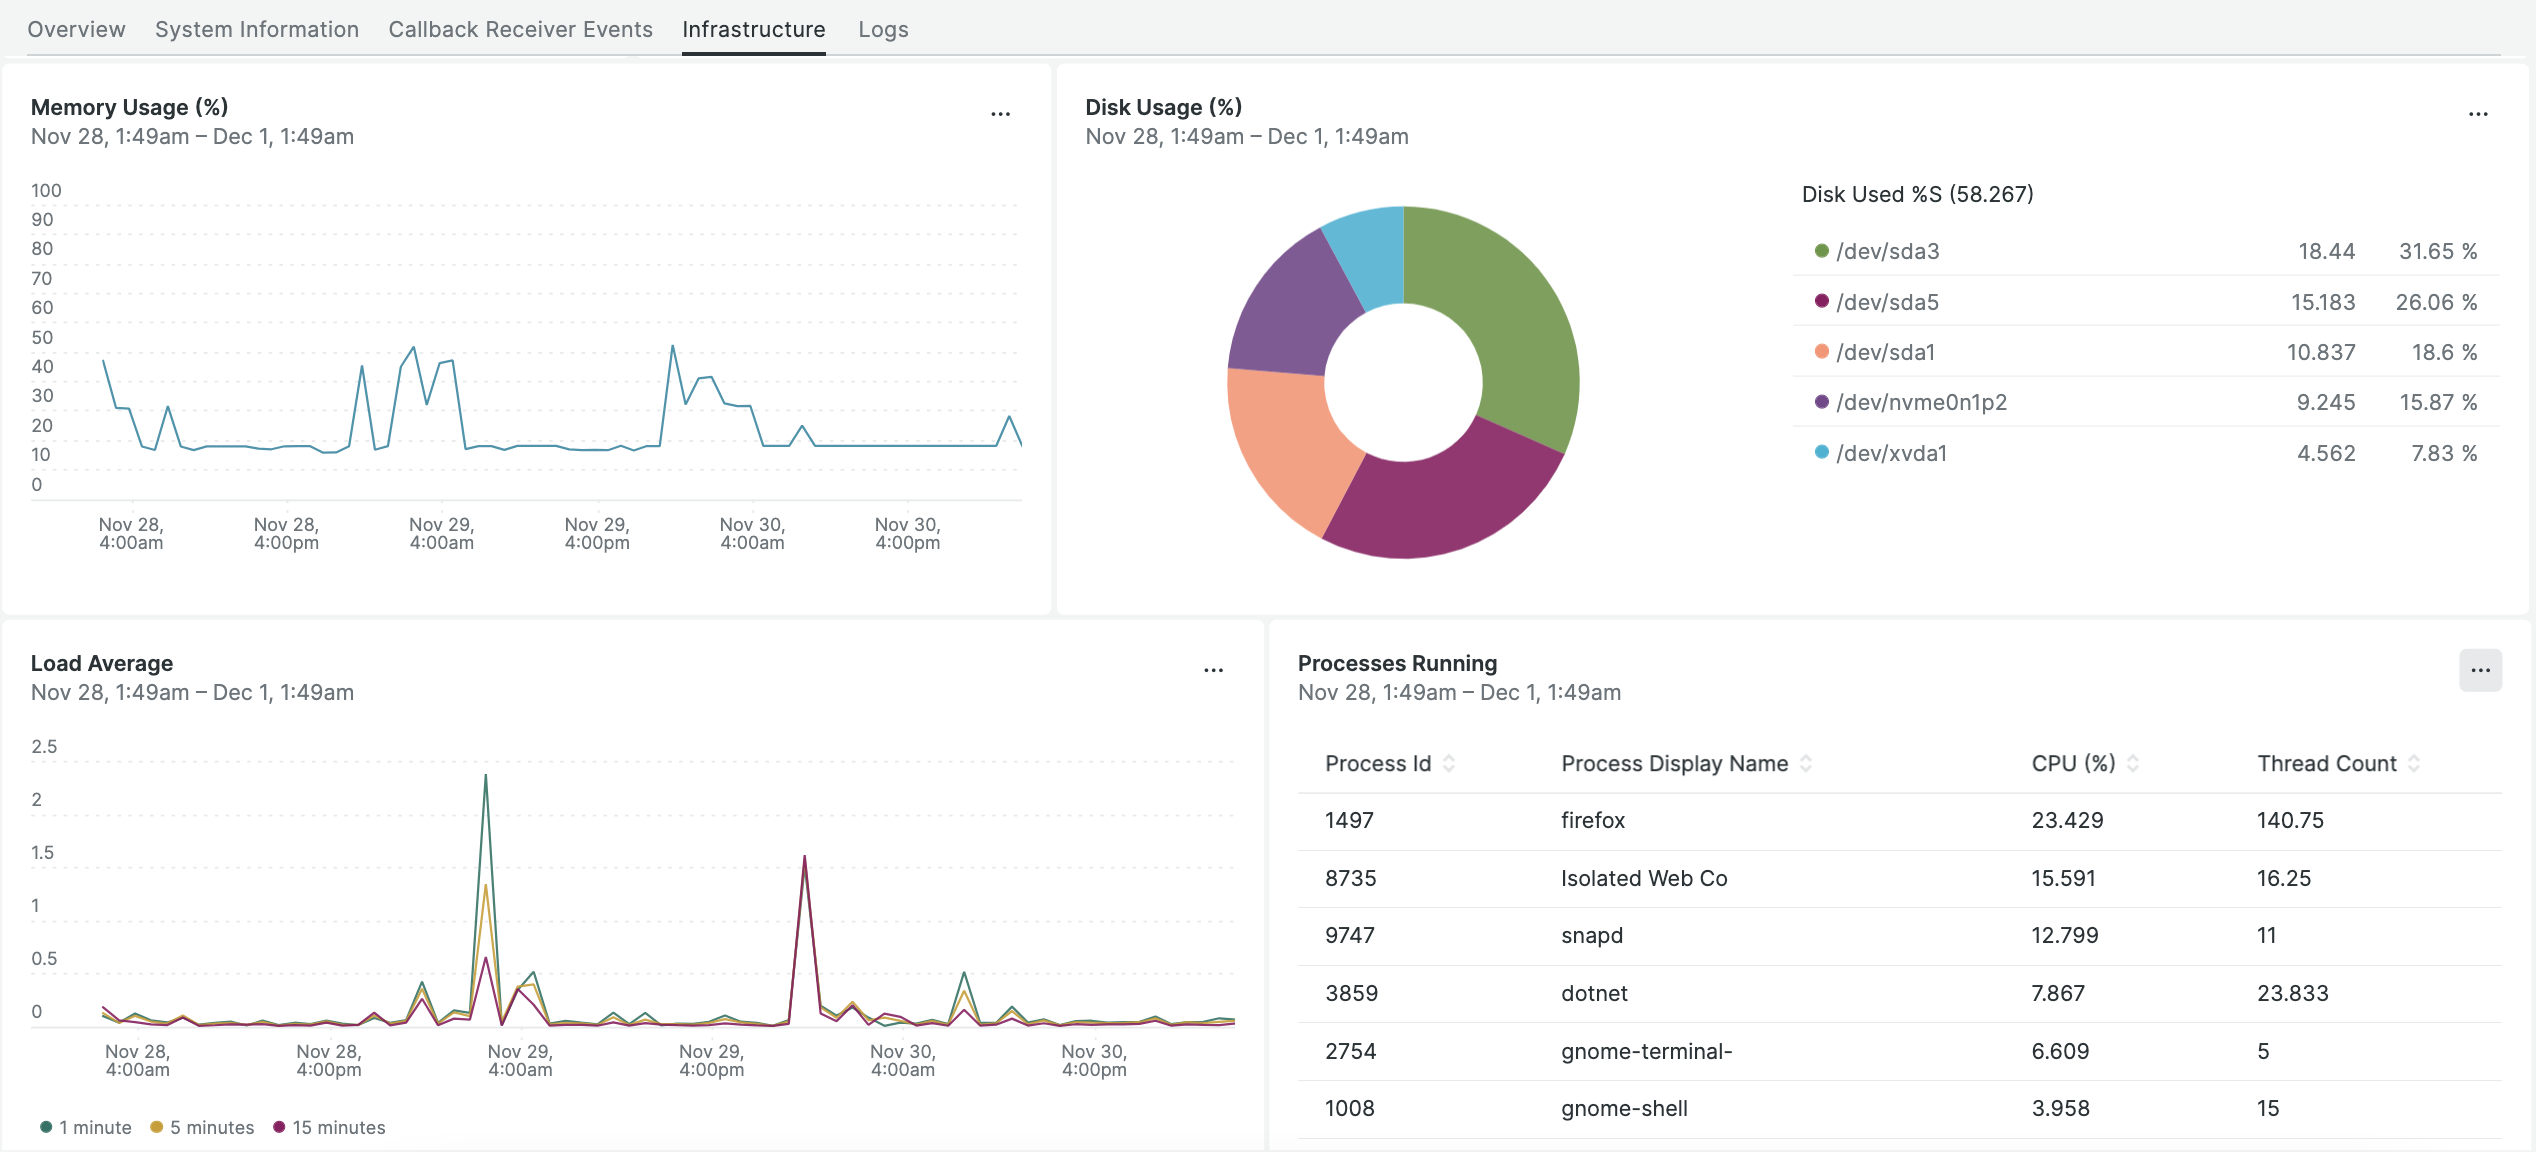 Overview System Information Callback Receiver Events Infrastructure Logs
Memory Usage (%)
Nov 28, 1:49am – Dec 1, 1:49am
...
100
90
80
70
60
50
40
30
20
10
0
Nov 28, 4:00am
Nov 28, 4:00pm
Nov 29, 4:00am
Nov 29, 4:00pm
Nov 30, 4:00am
Nov 30, 4:00pm
Disk Usage (%)
Nov 28, 1:49am – Dec 1, 1:49am
...
Disk Used %S (58.267)
/dev/sda3 18.44 31.65 %
/dev/sda5 15.183 26.06 %
/dev/sda1 10.837 18.6 %
/dev/nvme0n1p2 9.245 15.87 %
/dev/xvda1 4.562 7.83 %
Load Average
Nov 28, 1:49am – Dec 1, 1:49am
...
2.5
2
1.5
1
0.5
0
Nov 28, 4:00am
Nov 28, 4:00pm
Nov 29, 4:00am
Nov 29, 4:00pm
Nov 30, 4:00am
Nov 30, 4:00pm
1 minute 5 minutes 15 minutes
Processes Running
Nov 28, 1:49am – Dec 1, 1:49am
...
Process Id Process Display Name CPU (%) Thread Count
1497 firefox 23.429 140.75
8735 Isolated Web Co 15.591 16.25
9747 snapd 12.799 11
3859 dotnet 7.867 23.833
2754 gnome-terminal- 6.609 5
1008 gnome-shell 3.958 15